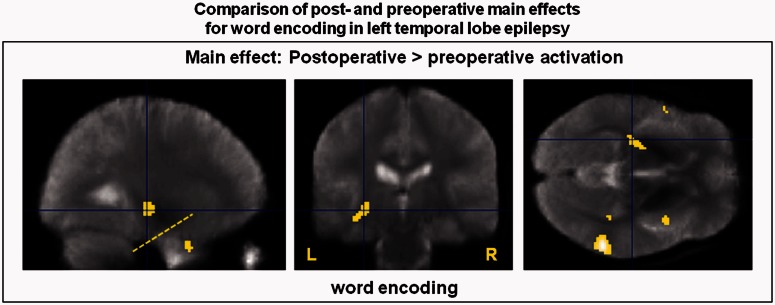 Comparison of post- and preoperative main effects
for word encoding in left temporal lobe epilepsy
Main effect: Postoperative > preoperative activation
L
R
word encoding